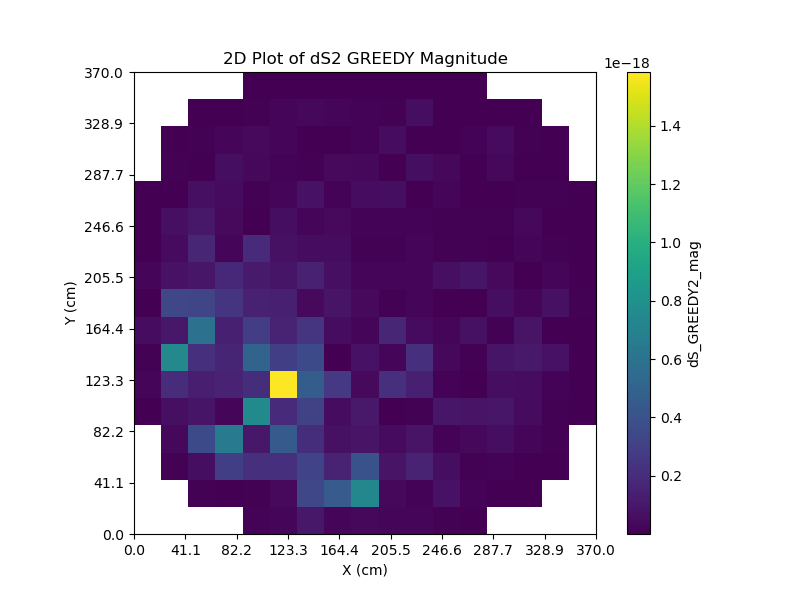 2D Plot of dS2 GREEDY Magnitude
1e−18
370.0
328.9
287.7
246.6
205.5
164.4
123.3
82.2
41.1
0.0
Y (cm)
0.0 41.1 82.2 123.3 164.4 205.5 246.6 287.7 328.9 370.0
X (cm)
1.4
1.2
1.0
0.8
0.6
0.4
0.2
dS_GREEDY2_mag